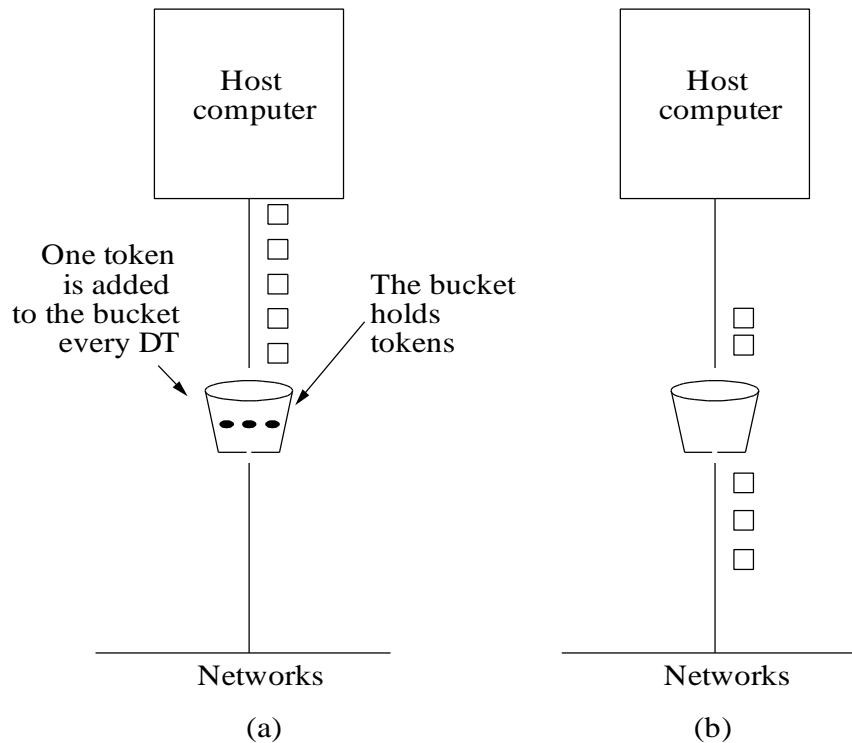 Host
computer
Host
computer
One token
is added
to the bucket
every DT
The bucket
holds
tokens
Networks
Networks
(a)
(b)